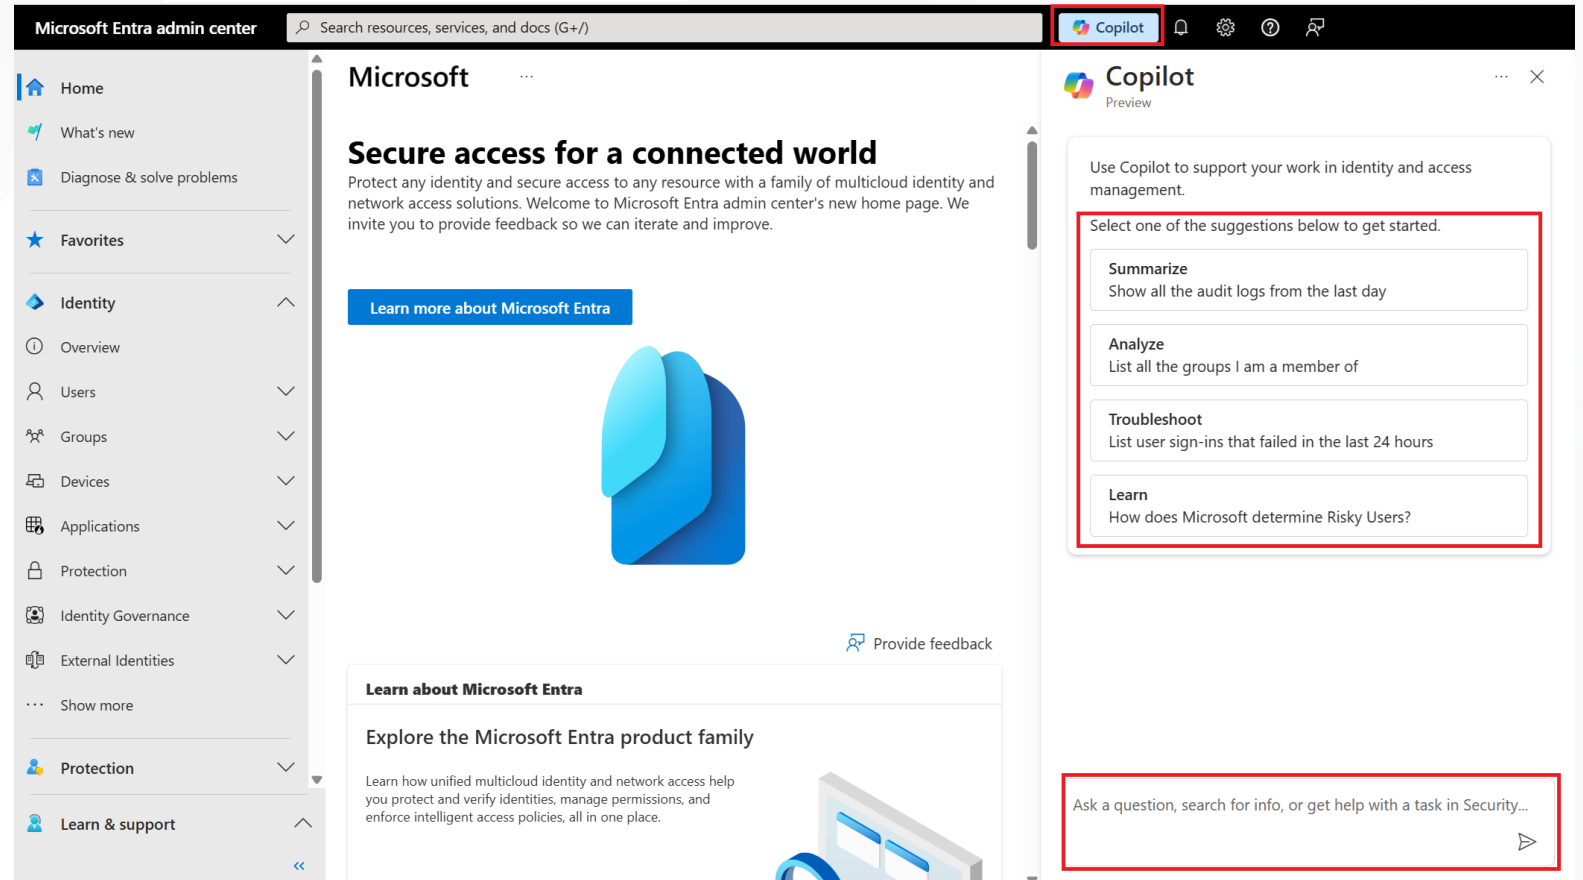 Microsoft Entra admin center
Search resources, services, and docs (G+/)
Copilot
Home
What's new
Diagnose & solve problems
Favorites
Identity
Overview
Users
Groups
Devices
Applications
Protection
Identity Governance
External Identities
Show more
Protection
Learn & support
Microsoft
Secure access for a connected world
Protect any identity and secure access to any resource with a family of multicloud identity and
network access solutions. Welcome to Microsoft Entra admin center's new home page. We
invite you to provide feedback so we can iterate and improve.
Learn more about Microsoft Entra
Provide feedback
Learn about Microsoft Entra
Explore the Microsoft Entra product family
Learn how unified multicloud identity and network access help
you protect and verify identities, manage permissions, and
enforce intelligent access policies, all in one place.
Copilot
Preview
Use Copilot to support your work in identity and access
management.
Select one of the suggestions below to get started.
Summarize
Show all the audit logs from the last day
Analyze
List all the groups I am a member of
Troubleshoot
List user sign-ins that failed in the last 24 hours
Learn
How does Microsoft determine Risky Users?
Ask a question, search for info, or get help with a task in Security...